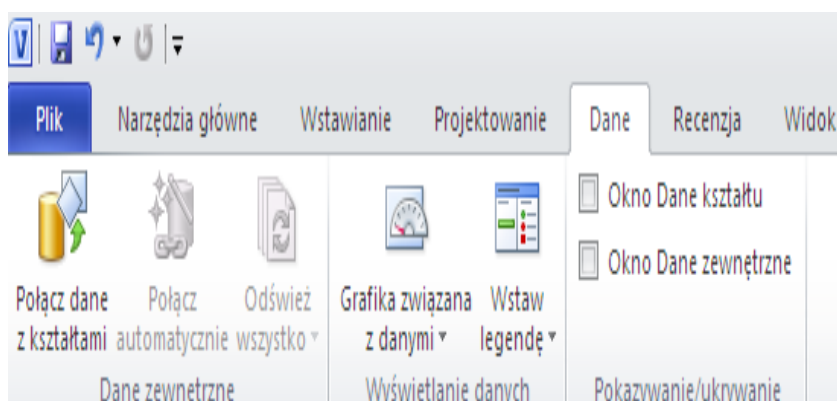 V
Plik Narzędzia główne Wstawianie Projektowanie Dane Recenzja Widok
Połącz dane z kształtami
Połącz automatycznie
Odśwież wszystko
Dane zewnętrzne
Grafika związana z danymi
Wstaw legendę
Wyświetlanie danych
Okno Dane kształtu
Okno Dane zewnętrzne
Pokazywanie/ukrywanie